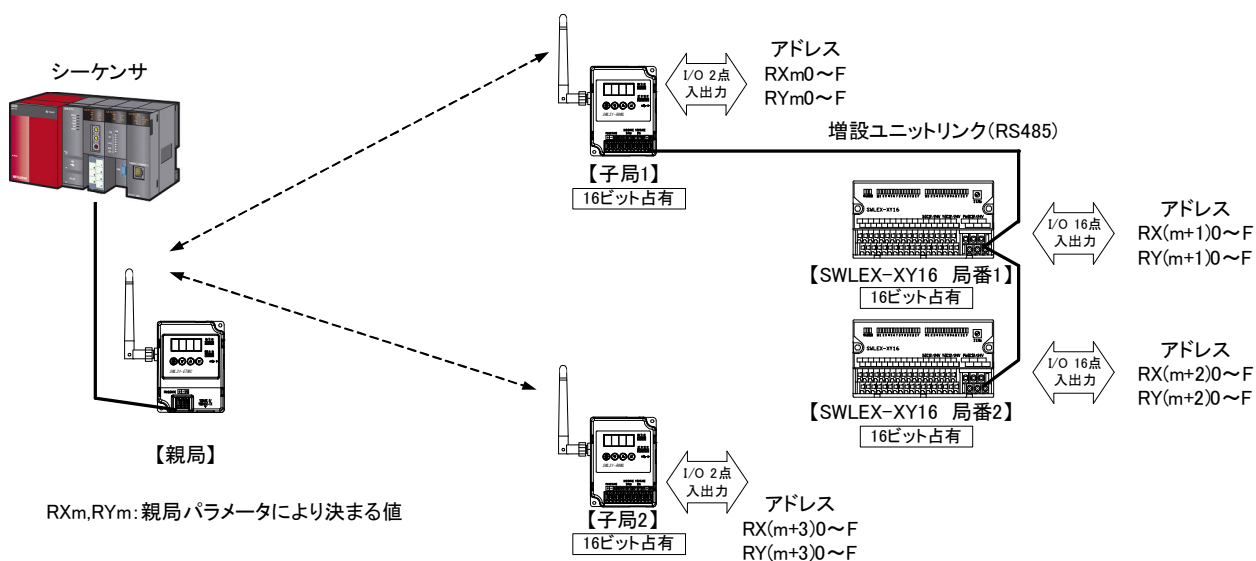 シーケンサ
【親局】
RXm,RYm:親局パラメータにより決まる値
I/O 2点
入出力
アドレス
RXm0～F
RYm0～F
【子局1】
16ビット占有
増設ユニットリンク(RS485)
SWLEX-XY16
I/O 16点
入出力
アドレス
RX(m+1)0～F
RY(m+1)0～F
【SWLEX-XY16 局番1】
16ビット占有
SWLEX-XY16
I/O 16点
入出力
アドレス
RX(m+2)0～F
RY(m+2)0～F
【SWLEX-XY16 局番2】
16ビット占有
I/O 2点
入出力
【子局2】
16ビット占有
アドレス
RX(m+3)0～F
RY(m+3)0～F